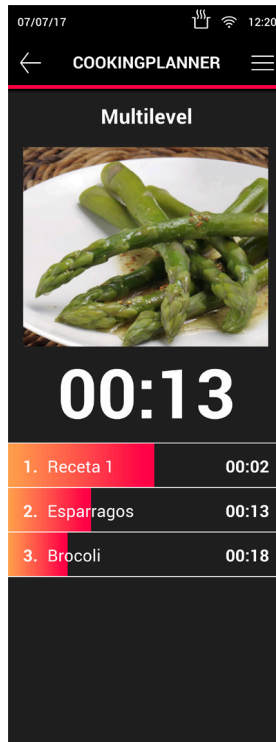 07/07/17 12:20
COOKINGPLANNER
Multilevel
00:13
1. Receta 1 00:02
2. Esparragos 00:13
3. Brocoli 00:18